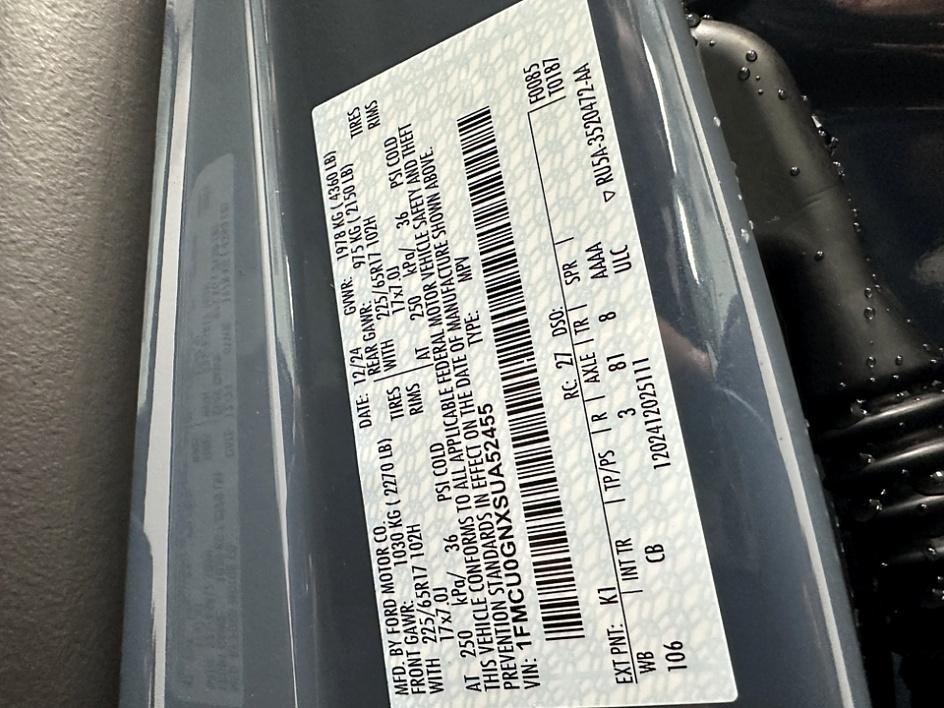 MFD. BY FORD MOTOR CO. DATE: 12/24 GVWR: 1978 KG ( 4360 LB)
FRONT GAWR: 1030 KG ( 2270 LB) REAR GAWR: 975 KG ( 2150 LB)
WITH 225/65R17 102H TIRES WITH 225/65R17 102H TIRES
17x7.0J RIMS 17x7.0J RIMS
AT 250 kPa/ 36 PSI COLD AT 250 kPa/ 36 PSI COLD
THIS VEHICLE CONFORMS TO ALL APPLICABLE FEDERAL MOTOR VEHICLE SAFETY AND THEFT
PREVENTION STANDARDS IN EFFECT ON THE DATE OF MANUFACTURE SHOWN ABOVE.
VIN: 1FMCU0GNXSUA52455 TYPE: MPV
F0085
T0187
EXT PNT: K1 RC: 27 DSO:
WB INT TR TP/PS R AXLE TR SPR
106 CB 3 81 8 AAAA
1202412025111 ULC ▽ RU5A-3520472-AA